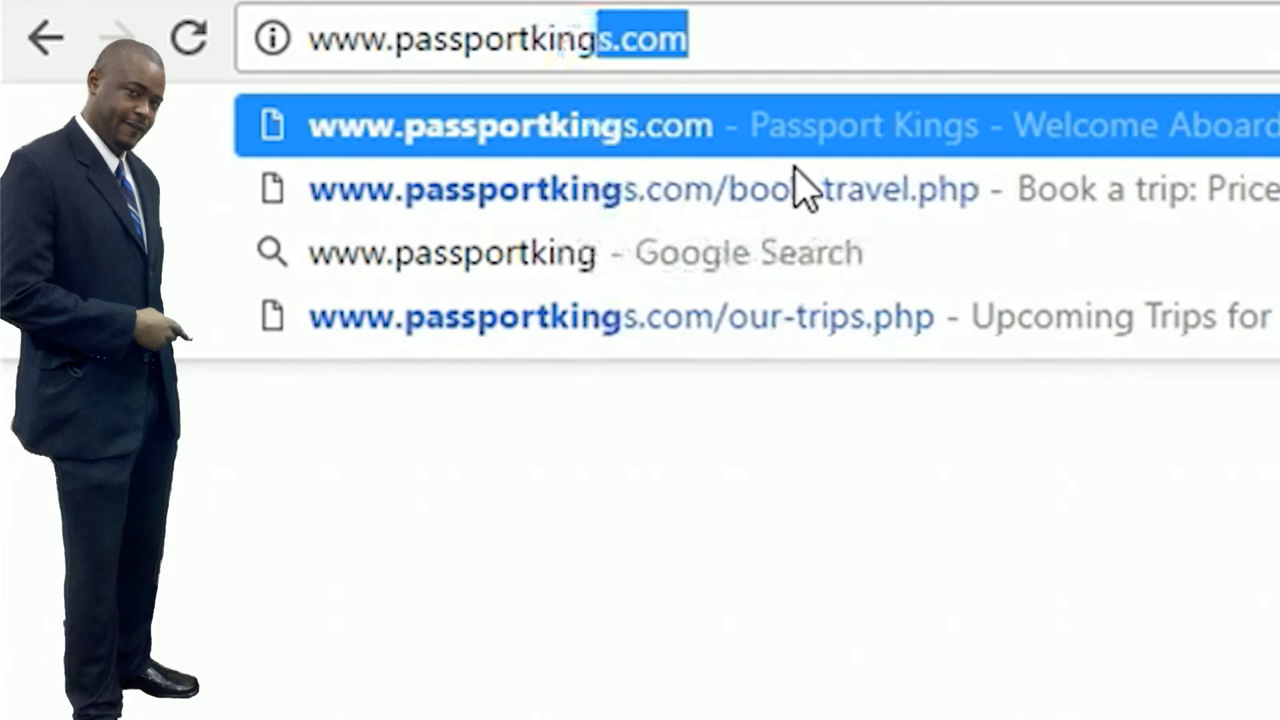 www.passportkings.com
www.passportkings.com - Passport Kings - Welcome Aboard
www.passportkings.com/book-travel.php - Book a trip: Price
www.passportking - Google Search
www.passportkings.com/our-trips.php - Upcoming Trips for